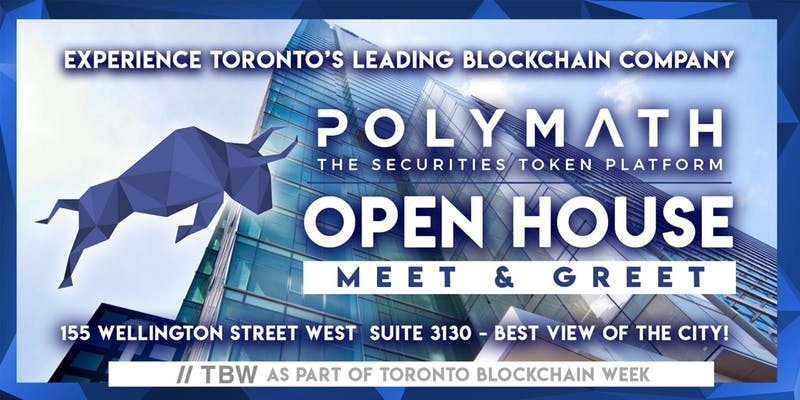 EXPERIENCE TORONTO'S LEADING BLOCKCHAIN COMPANY
POLYMATH
THE SECURITIES TOKEN PLATFORM
OPEN HOUSE
MEET & GREET
155 WELLINGTON STREET WEST SUITE 3130 - BEST VIEW OF THE CITY!
// TBW AS PART OF TORONTO BLOCKCHAIN WEEK